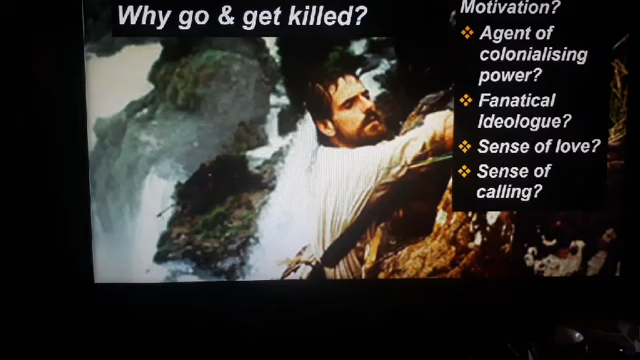 Why go & get killed?
Motivation?
Agent of
colonialising
power?
Fanatical
Ideologue?
Sense of love?
Sense of
calling?